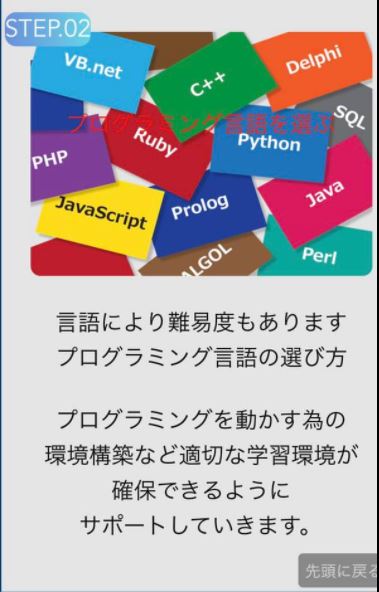 STEP.02
VB.net
C++
Delphi
プログラミング言語を選ぶ
SQL
PHP
Ruby
Python
Java
JavaScript
Prolog
ALGOL
Perl
言語により難易度もあります
プログラミング言語の選び方
プログラミングを動かす為の
環境構築など適切な学習環境が
確保できるように
サポートしていきます。
先頭に戻る